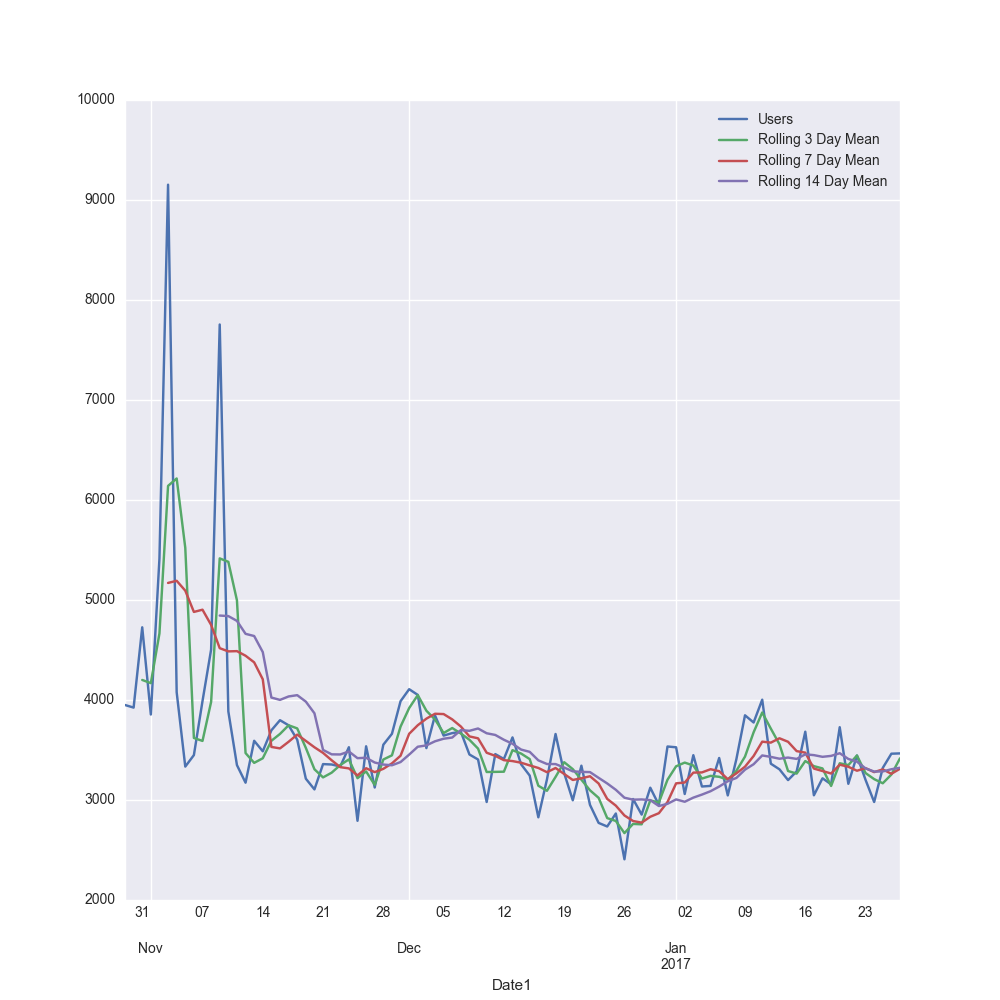 10000
9000
8000
7000
6000
5000
4000
3000
2000
Users
Rolling 3 Day Mean
Rolling 7 Day Mean
Rolling 14 Day Mean
31 07 14 21 28 05 12 19 26 02 09 16 23
Nov Dec Jan
2017
Date1